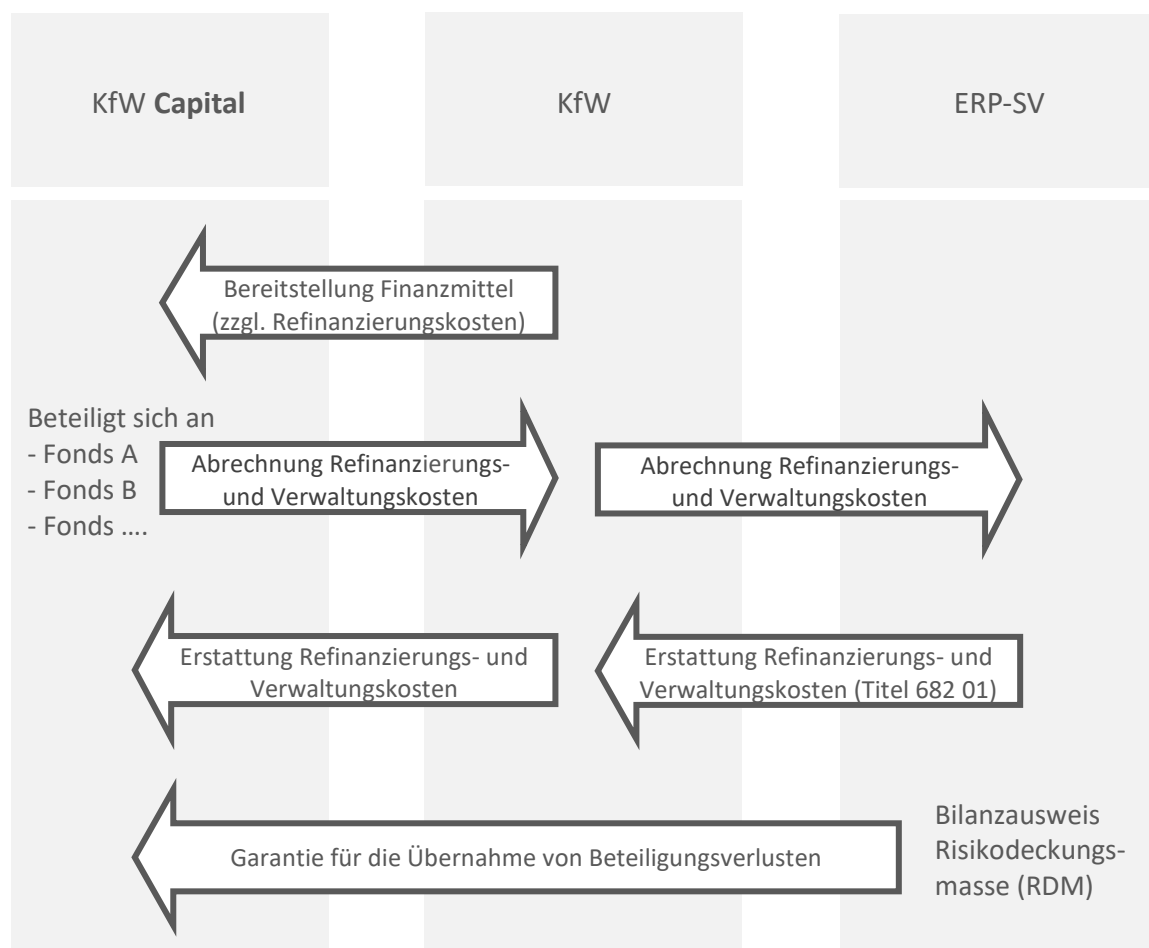 KfW Capital
KfW
ERP-SV
Bereitstellung Finanzmittel
(zzgl. Refinanzierungskosten)
Beteiligt sich an
- Fonds A
- Fonds B
- Fonds ....
Abrechnung Refinanzierungs-
und Verwaltungskosten
Abrechnung Refinanzierungs-
und Verwaltungskosten
Erstattung Refinanzierungs- und
Verwaltungskosten
Erstattung Refinanzierungs- und
Verwaltungskosten (Titel 682 01)
Garantie für die Übernahme von Beteiligungsverlusten
Bilanzausweis
Risikodeckungs-
masse (RDM)